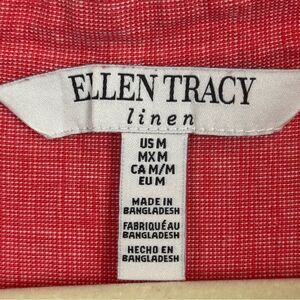 ELLEN TRACY
linen
US M
MX M
CA M/M
EU M
MADE IN
BANGLADESH
FABRIQUÉ AU
BANGLADESH
HECHO EN
BANGLADESH